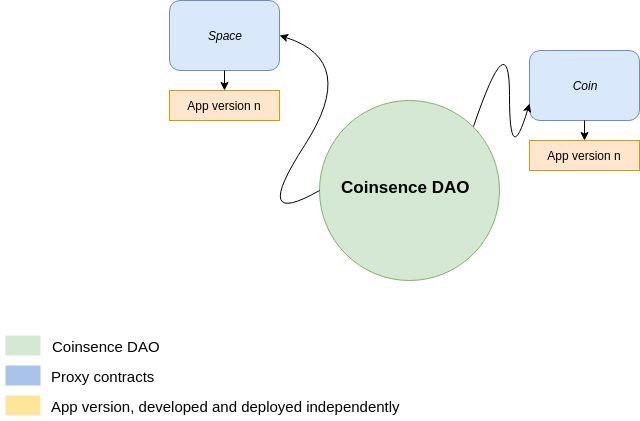 Space
App version n
Coin
App version n
Coinsence DAO
Coinsence DAO
Proxy contracts
App version, developed and deployed independently